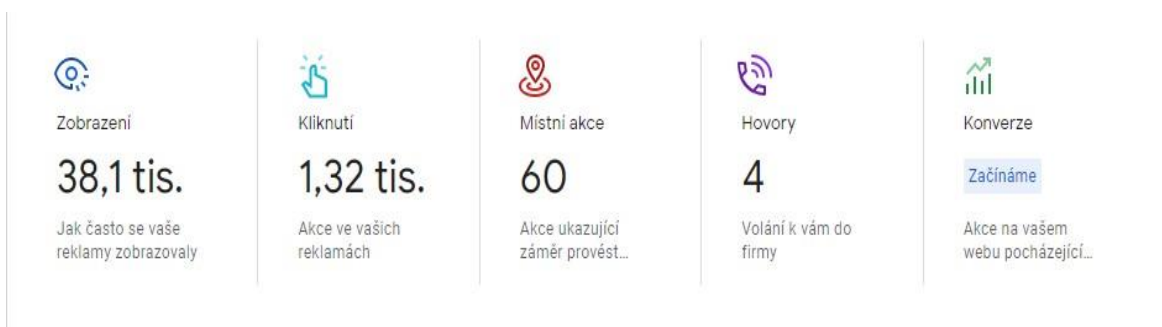 Zobrazení
38,1 tis.
Jak často se vaše
reklamy zobrazovaly
Kliknutí
1,32 tis.
Akce ve vašich
reklamách
Místní akce
60
Akce ukazující
záměr provést...
Hovory
4
Volání k vám do
firmy
Konverze
Začínáme
Akce na vašem
webu pocházející...